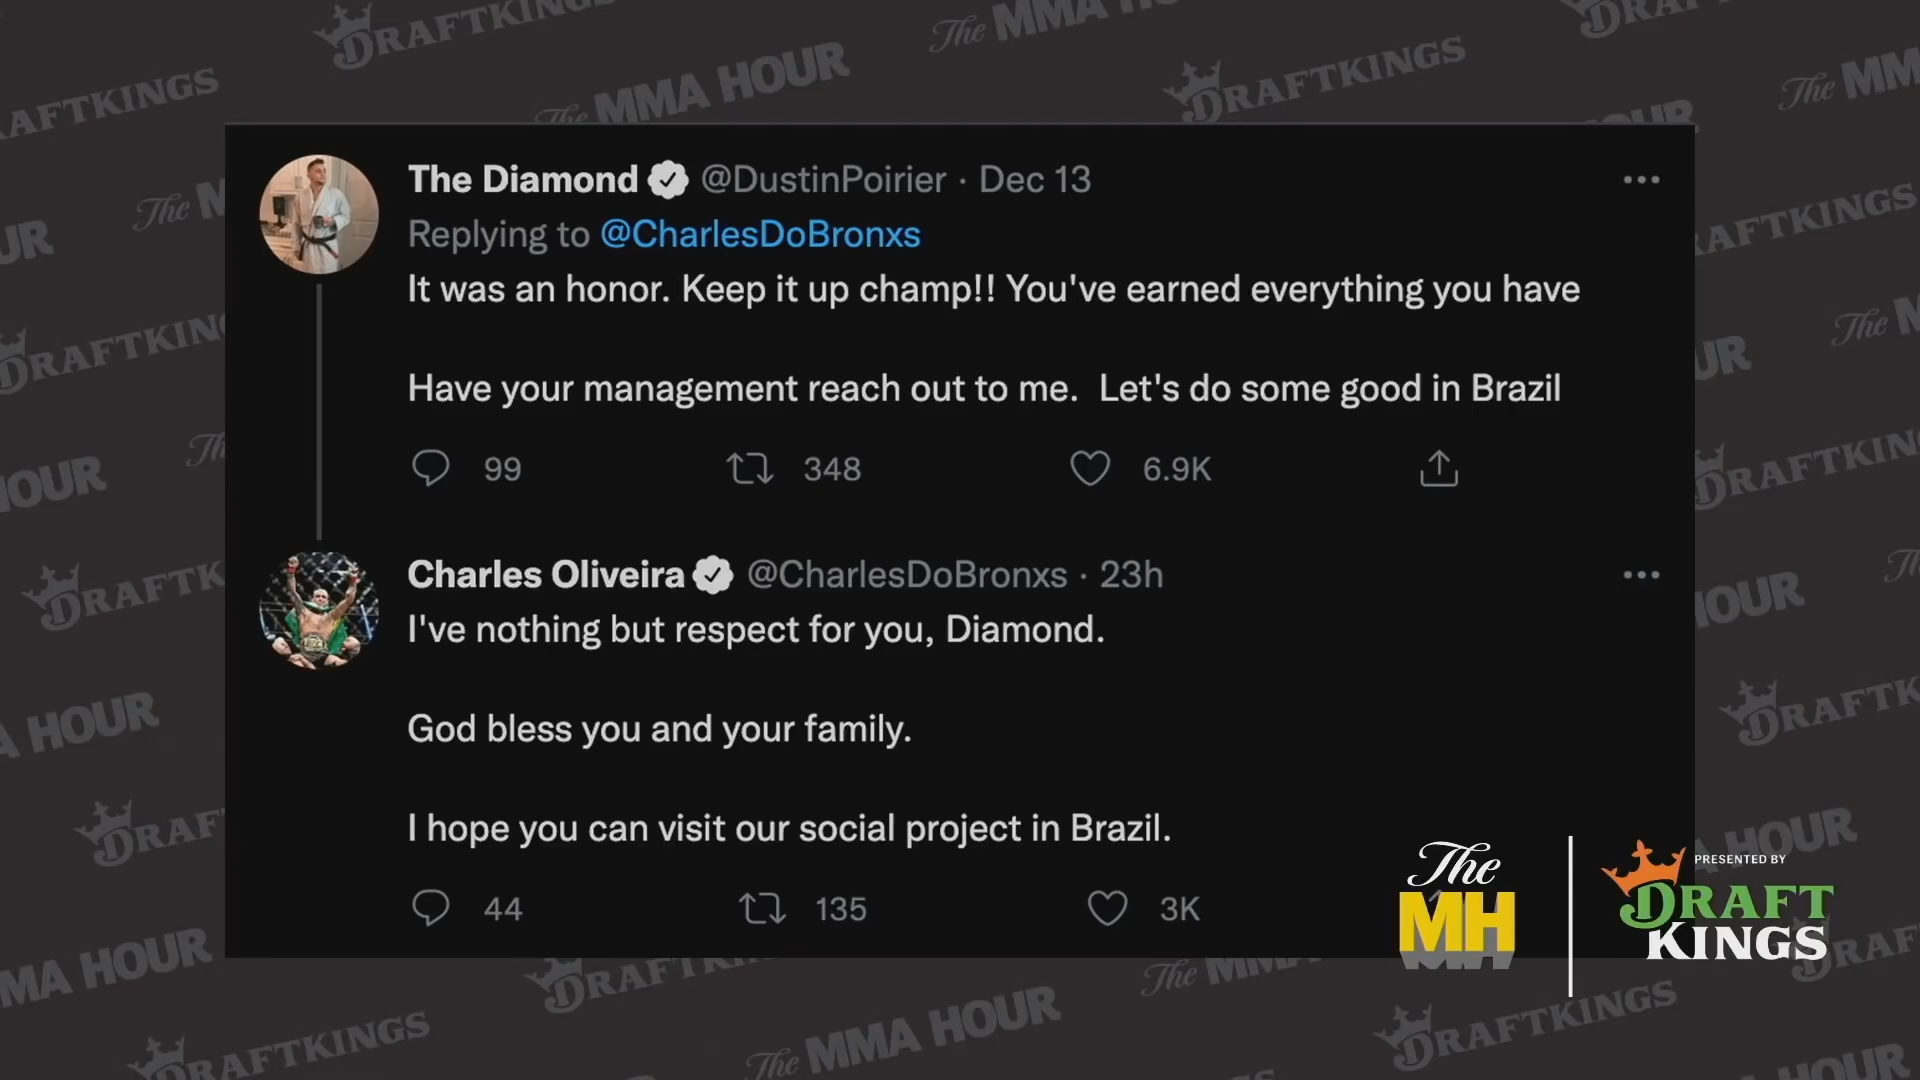 The Diamond @DustinPoirier · Dec 13
Replying to @CharlesDoBronxs
It was an honor. Keep it up champ!! You've earned everything you have
Have your management reach out to me. Let's do some good in Brazil
99 348 6.9K
Charles Oliveira @CharlesDoBronxs · 23h
I've nothing but respect for you, Diamond.
God bless you and your family.
I hope you can visit our social project in Brazil.
44 135 3K
The
MH
PRESENTED BY
DRAFT
KINGS
DRAFTKINGS
The MMA HOUR